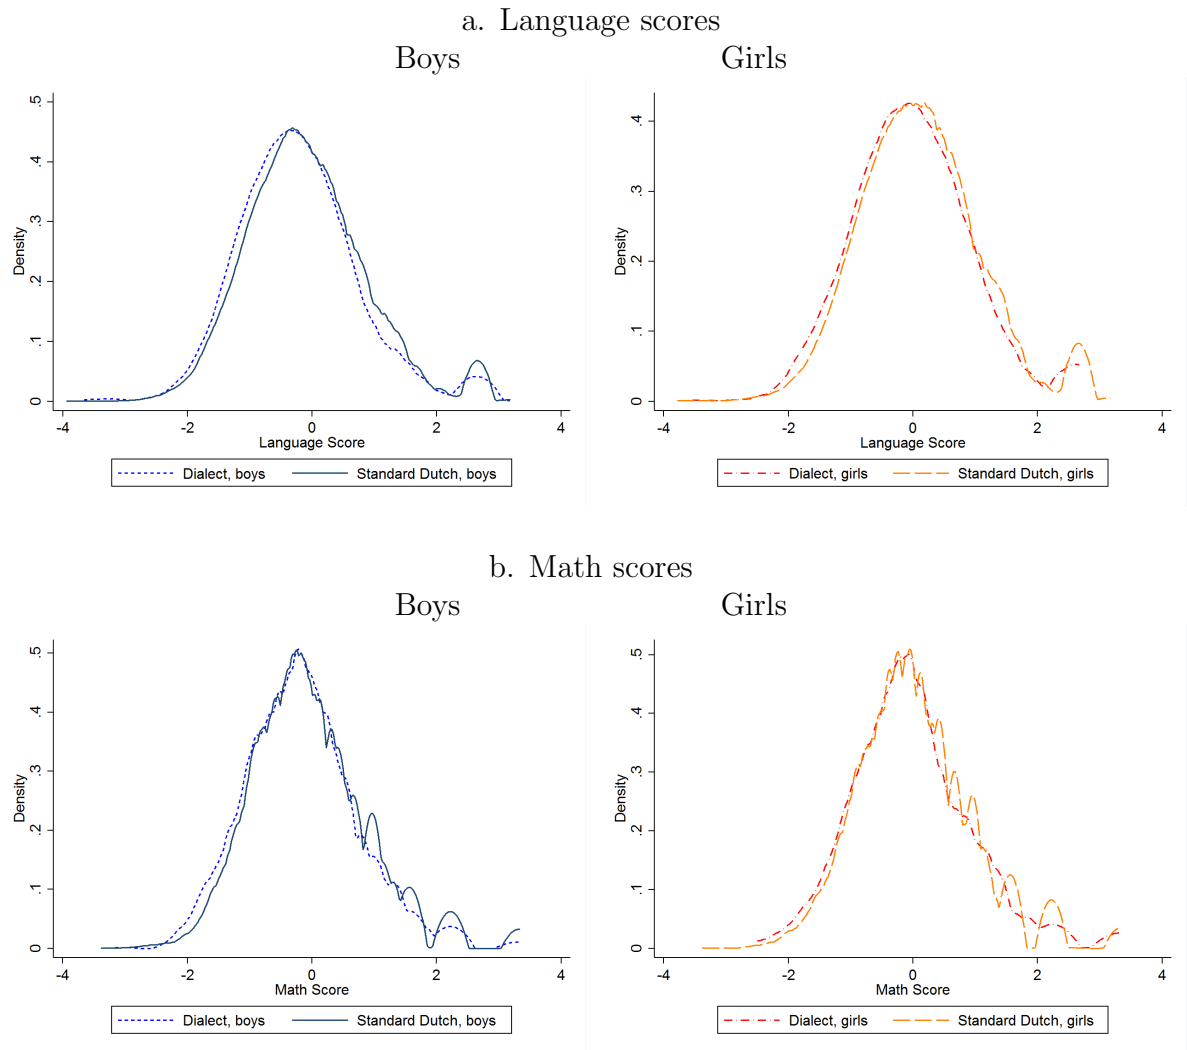 a. Language scores
Boys Girls
Density
0 .1 .2 .3 .4 .5
-4 -2 0 2 4
Language Score
Dialect, boys Standard Dutch, boys
Density
0 .1 .2 .3 .4
-4 -2 0 2 4
Language Score
Dialect, girls Standard Dutch, girls
b. Math scores
Boys Girls
Density
0 .1 .2 .3 .4 .5
-4 -2 0 2 4
Math Score
Dialect, boys Standard Dutch, boys
Density
0 .1 .2 .3 .4 .5
-4 -2 0 2 4
Math Score
Dialect, girls Standard Dutch, girls